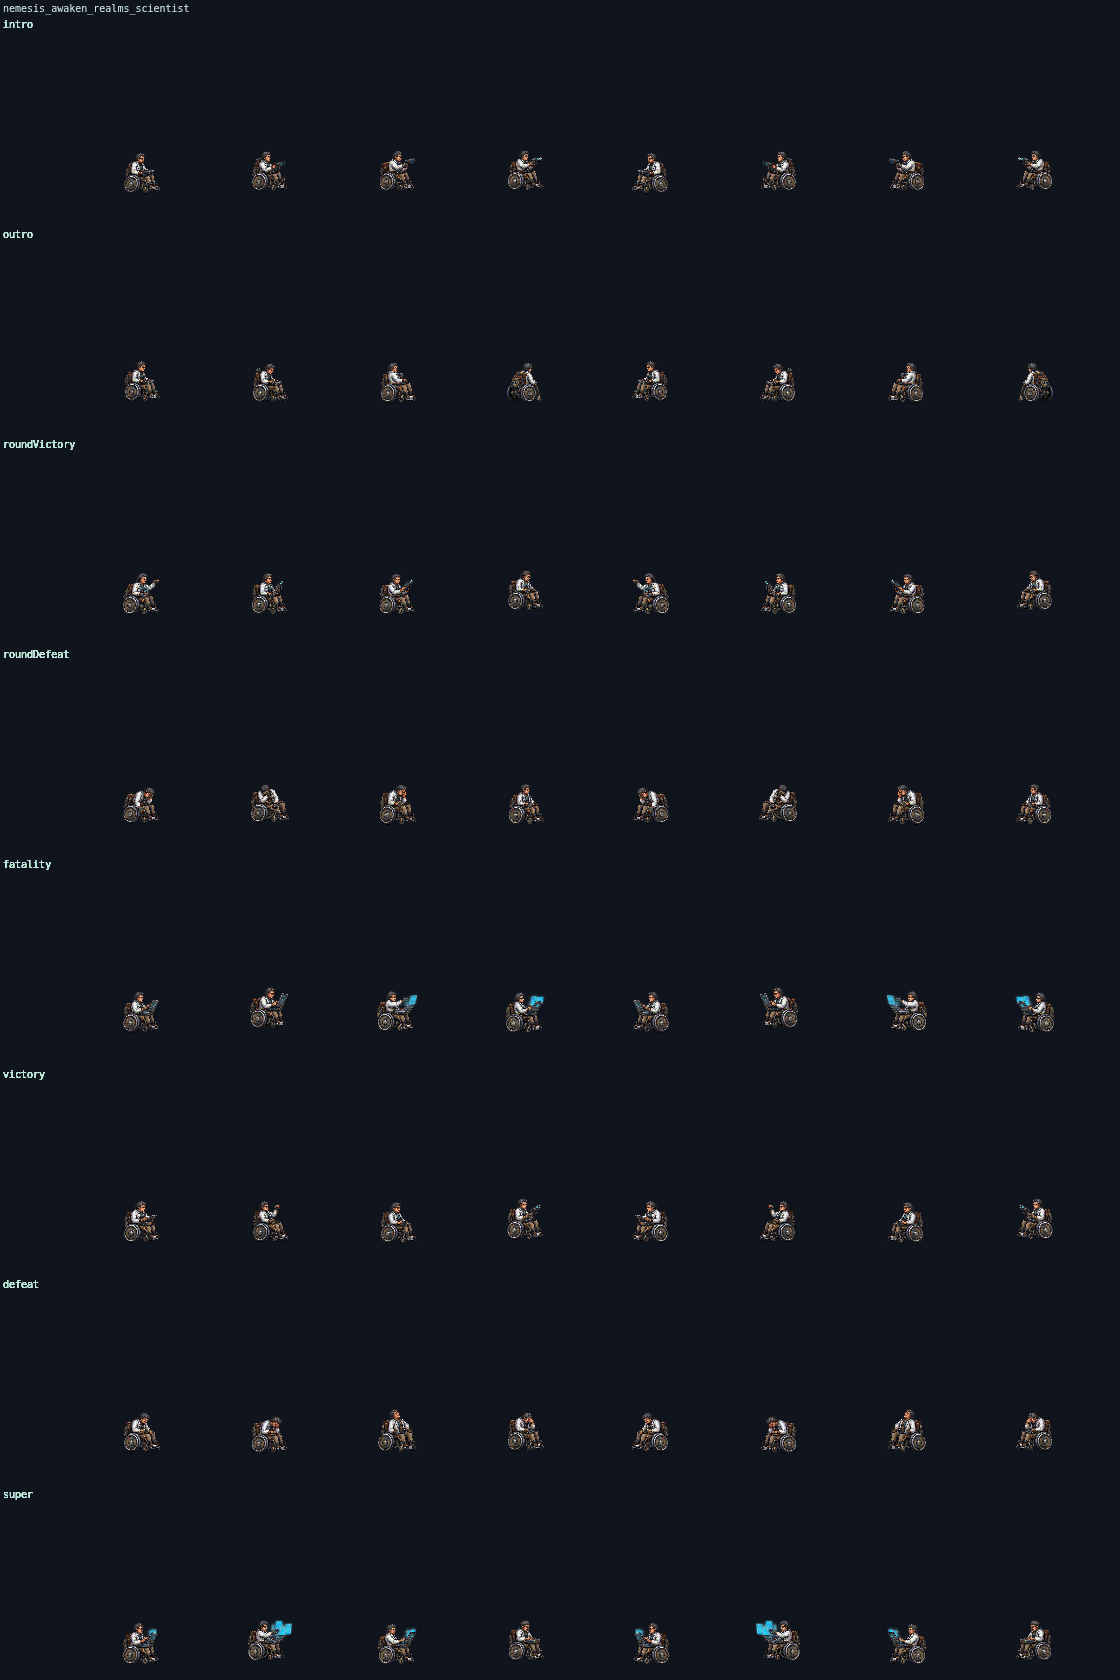 nemesis_awaken_realms_scientist
intro
outro
roundVictory
roundDefeat
fatality
victory
defeat
super